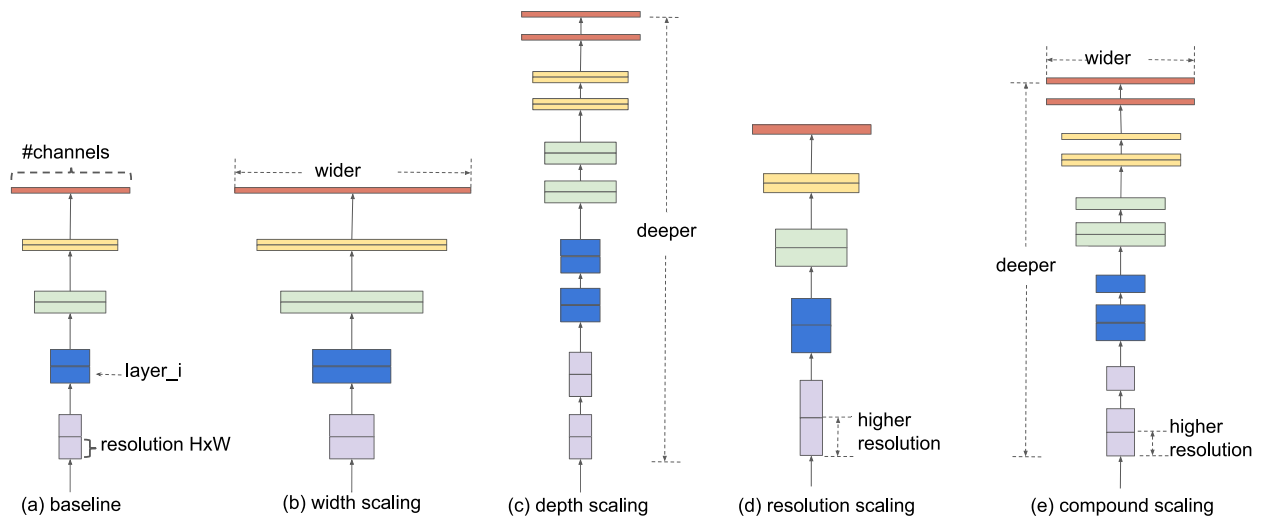 #channels
layer_i
resolution HxW
(a) baseline
wider
(b) width scaling
deeper
(c) depth scaling
higher
resolution
(d) resolution scaling
wider
deeper
higher
resolution
(e) compound scaling